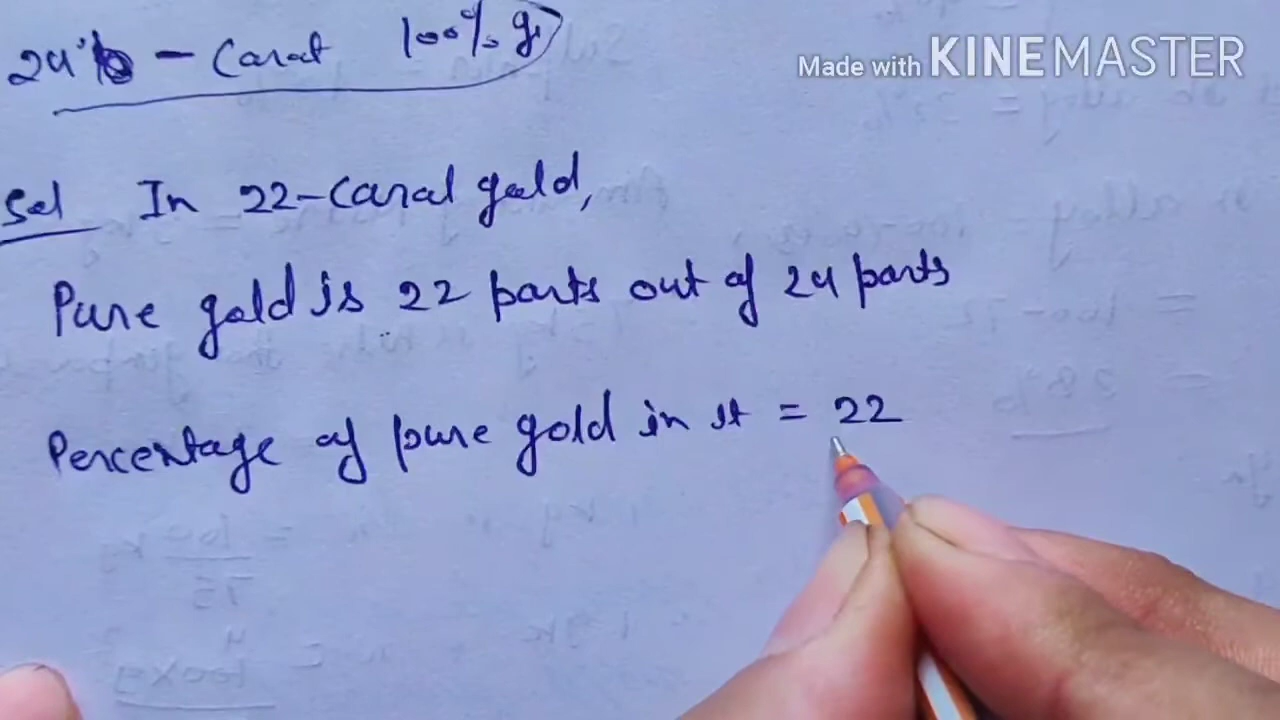 24 - Carat 100% g
Made with KINEMASTER
Sol In 22-Carat gold,
Pure gold is 22 parts out of 24 parts
Percentage of pure gold in it = 22